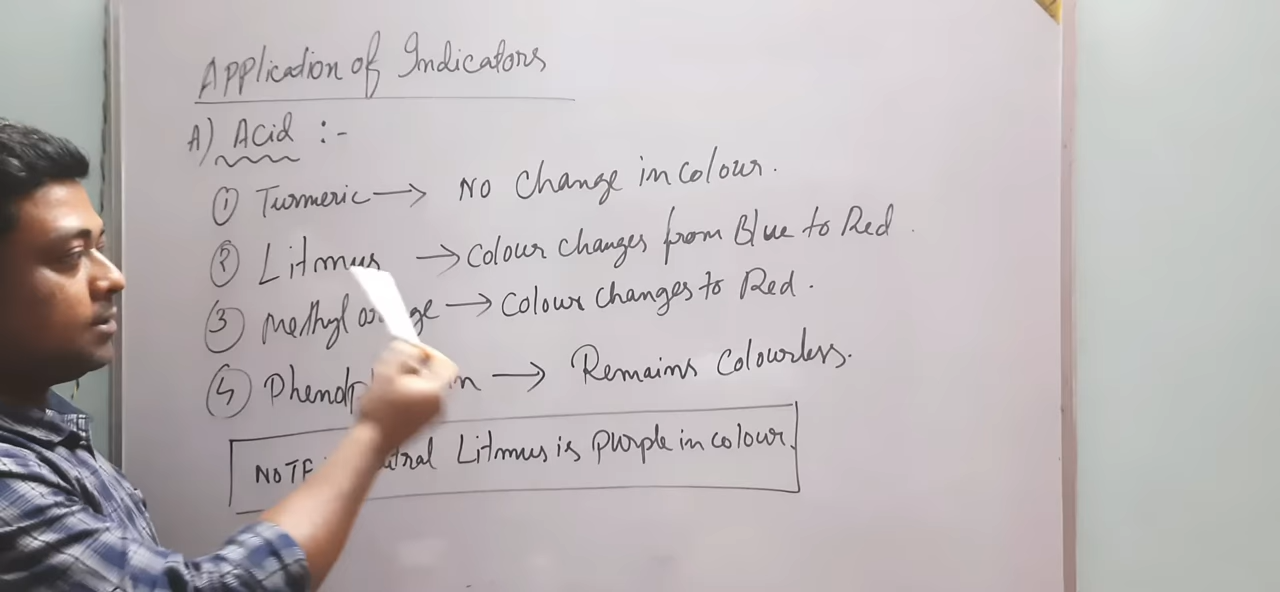 Application of Indicators
A) Acid :-
① Turmeric → No change in colour.
② Litmus → Colour changes from Blue to Red.
③ Methyl → Colour changes to Red.
④ → Remains Colourless.
Litmus is purple in colour.